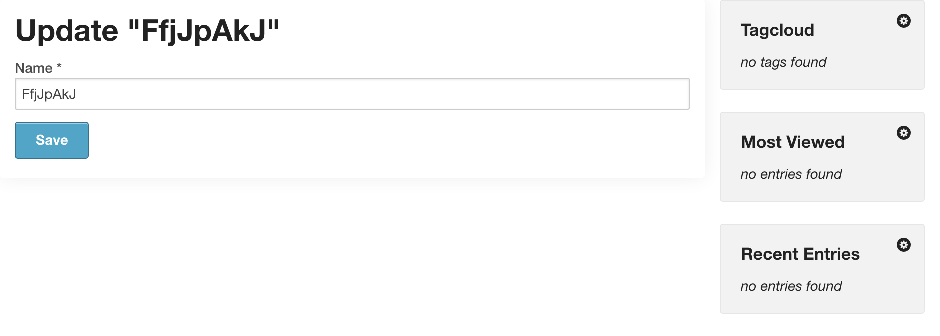 Update "FfjJpAkJ"
Name *
FfjJpAkJ
Save
Tagcloud
no tags found
Most Viewed
no entries found
Recent Entries
no entries found